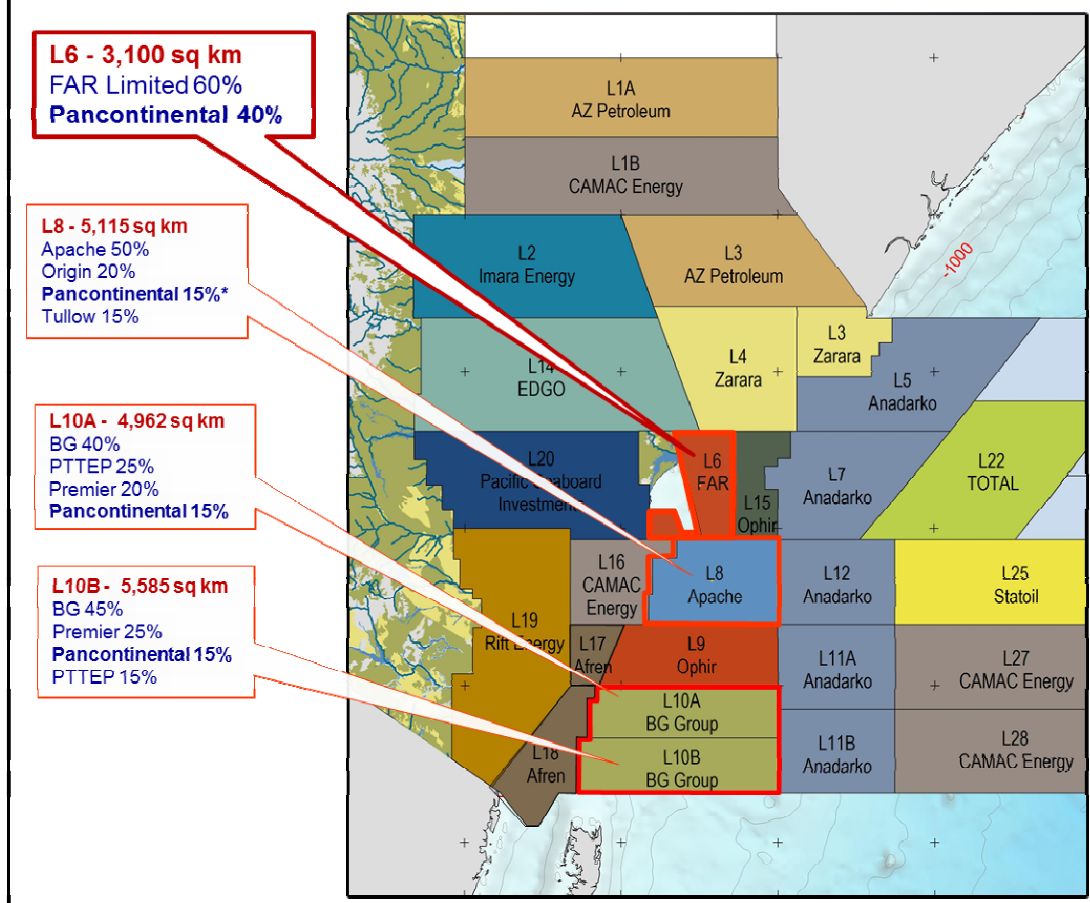 L6 - 3,100 sq km
FAR Limited 60%
Pancontinental 40%
L8 - 5,115 sq km
Apache 50%
Origin 20%
Pancontinental 15%*
Tullow 15%
L10A - 4,962 sq km
BG 40%
PTTEP 25%
Premier 20%
Pancontinental 15%
L10B - 5,585 sq km
BG 45%
Premier 25%
Pancontinental 15%
PTTEP 15%
L1A
AZ Petroleum
L1B
CAMAC Energy
L2
Imara Energy
L3
AZ Petroleum
-1000
L14
EDGO
L4
Zarara
L3
Zarara
L5
Anadarko
L20
Pacific Seaboard
Investments
L6
FAR
L15
Ophir
L7
Anadarko
L22
TOTAL
L16
CAMAC
Energy
L8
Apache
L12
Anadarko
L25
Statoil
L19
Rift Energy
L17
Afren
L9
Ophir
L11A
Anadarko
L27
CAMAC Energy
L10A
BG Group
L18
Afren
L10B
BG Group
L11B
Anadarko
L28
CAMAC Energy